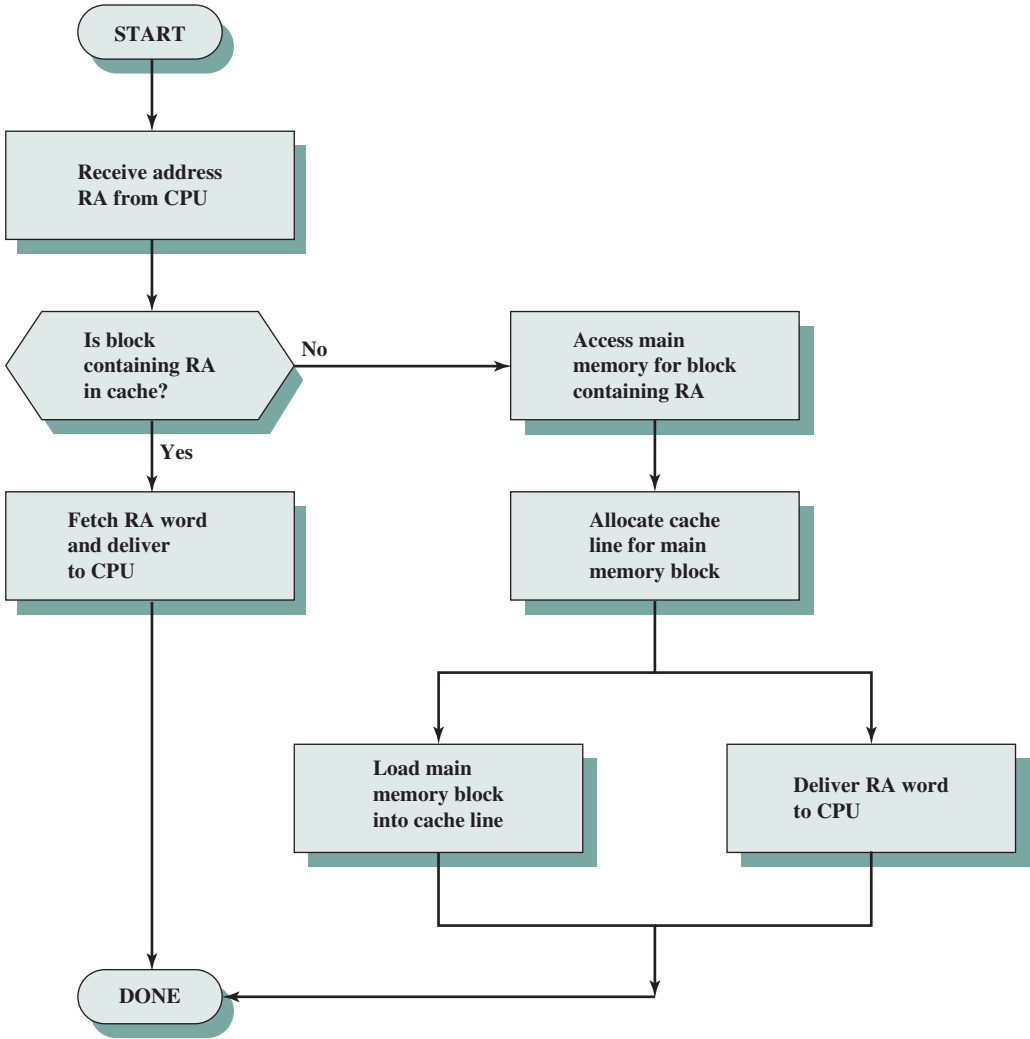 START
Receive address
RA from CPU
Is block
containing RA
in cache?
No
Access main
memory for block
containing RA
Yes
Fetch RA word
and deliver
to CPU
Allocate cache
line for main
memory block
Load main
memory block
into cache line
Deliver RA word
to CPU
DONE